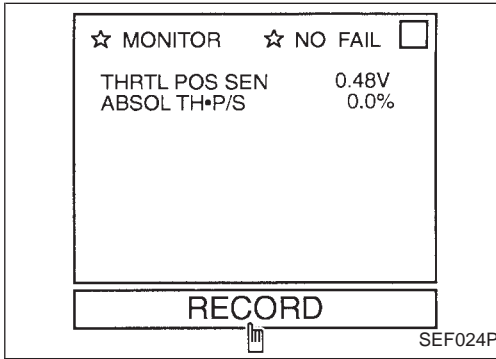 ☆ MONITOR ☆ NO FAIL
THRTL POS SEN 0.48V
ABSOL TH•P/S 0.0%
RECORD
SEF024P